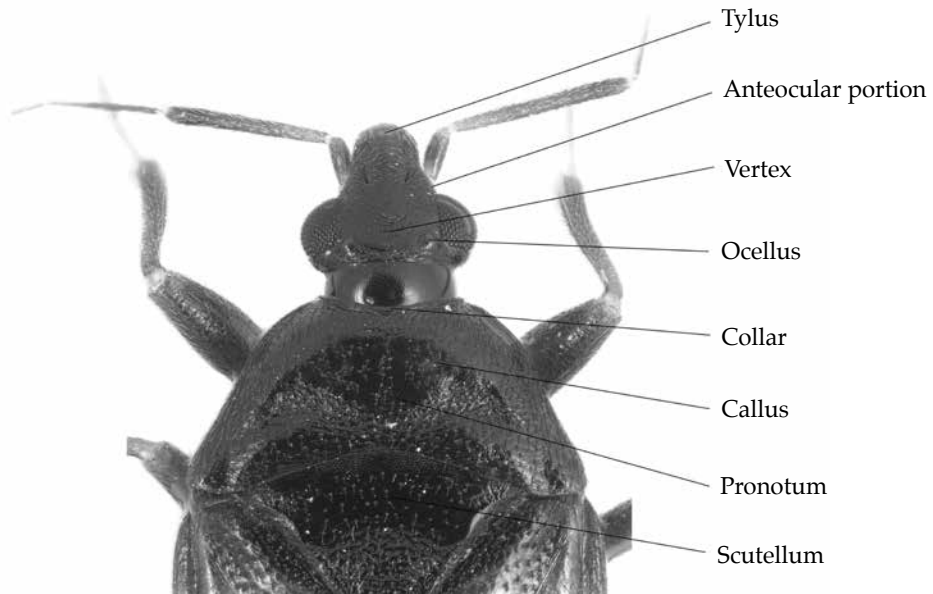 Tylus
Anteocular portion
Vertex
Ocellus
Collar
Callus
Pronotum
Scutellum